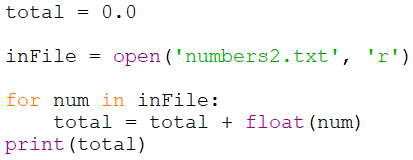 total = 0.0
inFile = open('numbers2.txt', 'r')
for num in inFile:
    total = total + float(num)
print(total)